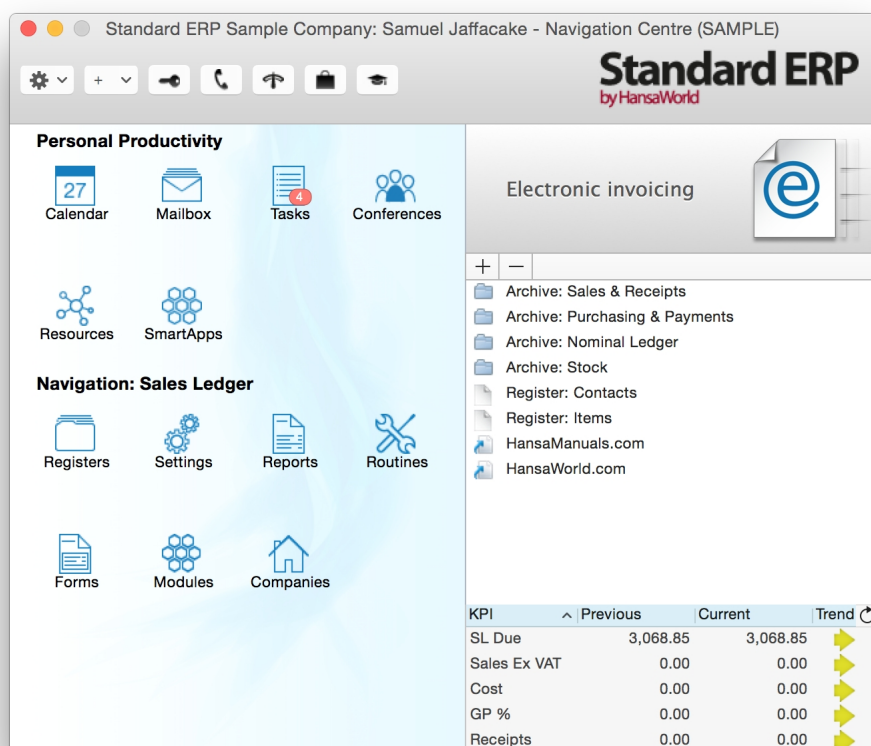 Standard ERP Sample Company: Samuel Jaffacake - Navigation Centre (SAMPLE)
Standard ERP
by HansaWorld
Personal Productivity
27
4
Calendar Mailbox Tasks Conferences
Resources SmartApps
Navigation: Sales Ledger
Registers Settings Reports Routines
Forms Modules Companies
Electronic invoicing
e
Archive: Sales & Receipts
Archive: Purchasing & Payments
Archive: Nominal Ledger
Archive: Stock
Register: Contacts
Register: Items
HansaManuals.com
HansaWorld.com
KPI Previous Current Trend
SL Due 3,068.85 3,068.85
Sales Ex VAT 0.00 0.00
Cost 0.00 0.00
GP % 0.00 0.00
Receipts 0.00 0.00